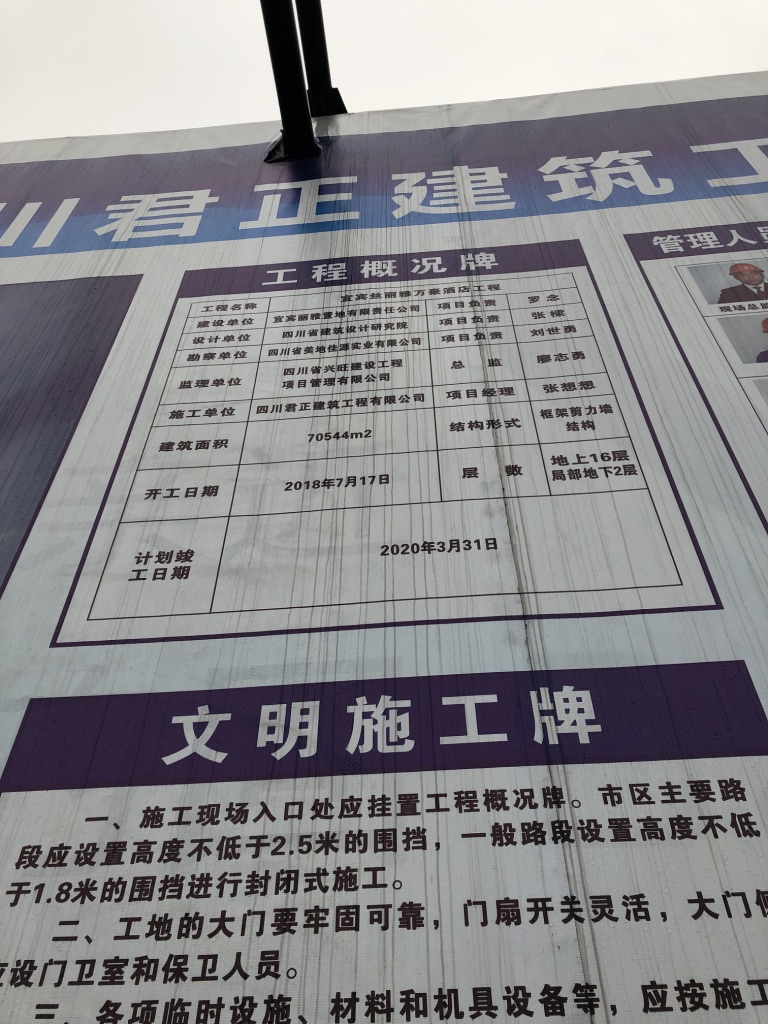 川君正建筑工
工程概况牌
管理人员
现场总监
工程名称 宜宾丝丽雅万豪酒店工程
建设单位 宜宾丽雅置地有限责任公司 项目负责 罗念
设计单位 四川省建筑设计研究院 项目负责 张樑
勘察单位 四川省美地佳源实业有限公司 项目负责 刘世勇
监理单位 四川省兴旺建设工程
项目管理有限公司 总监 廖志勇
施工单位 四川君正建筑工程有限公司 项目经理 张想想
建筑面积 70544m2 结构形式 框架剪力墙
结构
开工日期 2018年7月17日 层数 地上16层
局部地下2层
计划竣
工日期 2020年3月31日
文明施工牌
一、施工现场入口处应挂置工程概况牌。市区主要路
段应设置高度不低于2.5米的围挡，一般路段设置高度不低
于1.8米的围挡进行封闭式施工。
二、工地的大门要牢固可靠，门扇开关灵活，大门
应设门卫室和保卫人员。
三、各项临时设施、材料和机具设备等，应按施工